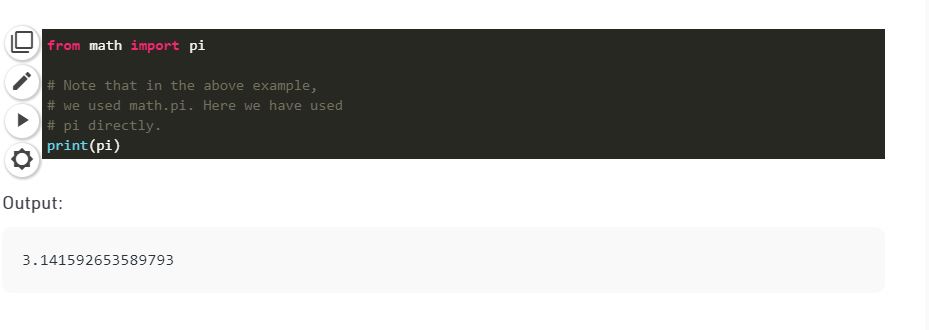 from math import pi
# Note that in the above example,
# we used math.pi. Here we have used
# pi directly.
print(pi)
Output:
3.141592653589793